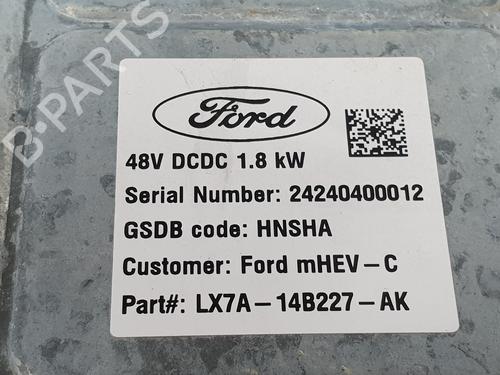 B-PARTS
Ford
48V DCDC 1.8 kW
Serial Number: 24240400012
GSDB code: HNSHA
Customer: Ford mHEV-C
Part#: LX7A-14B227-AK